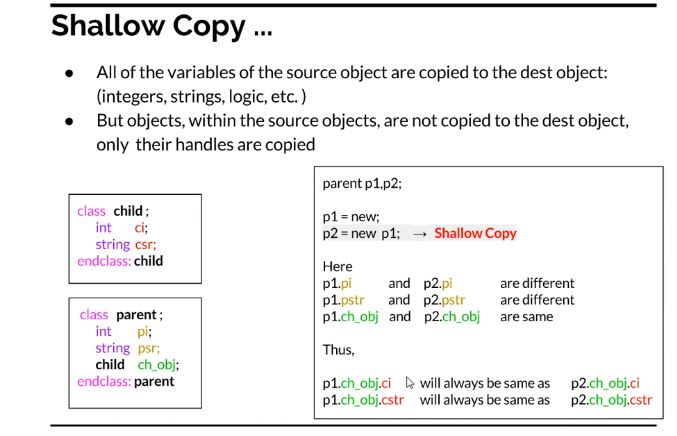 Shallow Copy ...
● All of the variables of the source object are copied to the dest object:
(integers, strings, logic, etc. )
● But objects, within the source objects, are not copied to the dest object,
only their handles are copied
class child ;
int ci;
string csr;
endclass: child
class parent ;
int pi;
string psr;
child ch_obj;
endclass: parent
parent p1,p2;
p1 = new;
p2 = new p1; → Shallow Copy
Here
p1.pi and p2.pi are different
p1.pstr and p2.pstr are different
p1.ch_obj and p2.ch_obj are same
Thus,
p1.ch_obj.ci will always be same as p2.ch_obj.ci
p1.ch_obj.cstr will always be same as p2.ch_obj.cstr